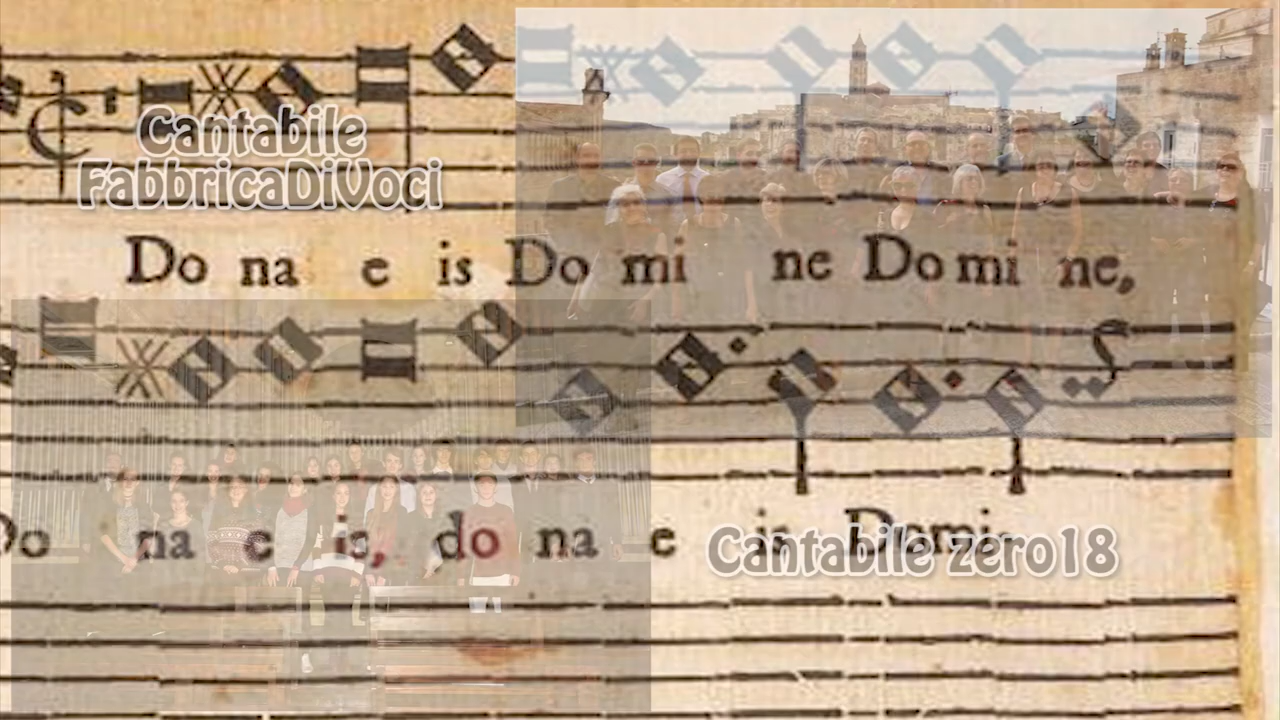 Cantabile
FabbricaDiVoci
Do na e is Do mi ne Do mi ne,
Do na e is, do na e is Domi
Cantabile zero18